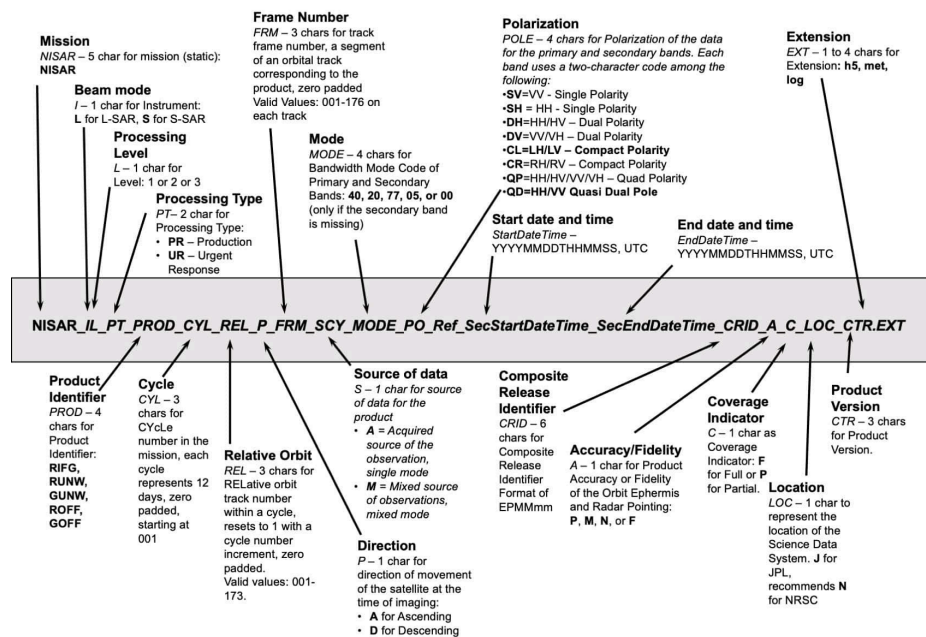 Mission
NISAR – 5 char for mission (static):
NISAR
Beam mode
I – 1 char for Instrument:
L for L-SAR, S for S-SAR
Processing
Level
L – 1 char for
Level: 1 or 2 or 3
Processing Type
PT– 2 char for
Processing Type:
• PR – Production
• UR – Urgent
Response
Frame Number
FRM – 3 chars for track
frame number, a segment
of an orbital track
corresponding to the
product, zero padded
Valid Values: 001-176 on
each track
Mode
MODE – 4 chars for
Bandwidth Mode Code of
Primary and Secondary
Bands: 40, 20, 77, 05, or 00
(only if the secondary band
is missing)
Polarization
POLE – 4 chars for Polarization of the data
for the primary and secondary bands. Each
band uses a two-character code among the
following:
•SV=VV - Single Polarity
•SH = HH - Single Polarity
•DH=HH/HV – Dual Polarity
•DV=VV/VH – Dual Polarity
•CL=LH/LV – Compact Polarity
•CR=RH/RV – Compact Polarity
•QP=HH/HV/VV/VH – Quad Polarity
•QD=HH/VV Quasi Dual Pole
Start date and time
StartDateTime –
YYYYMMDDTHHMMSS, UTC
End date and time
EndDateTime –
YYYYMMDDTHHMMSS, UTC
Extension
EXT – 1 to 4 chars for
Extension: h5, met,
log
NISAR_IL_PT_PROD_CYL_REL_P_FRM_SCY_MODE_PO_Ref_SecStartDateTime_SecEndDateTime_CRID_A_C_LOC_CTR.EXT
Product
Identifier
PROD – 4
chars for
Product
Identifier:
RIFG,
RUNW,
GUNW,
ROFF,
GOFF
Cycle
CYL – 3
chars for
CYcLe
number in the
mission, each
cycle
represents 12
days, zero
padded,
starting at
001
Relative Orbit
REL – 3 chars for
RELative orbit
track number
within a cycle,
resets to 1 with a
cycle number
increment, zero
padded.
Valid values: 001-
173.
Source of data
S – 1 char for source
of data for the
product
• A = Acquired
source of the
observation,
single mode
• M = Mixed source
of observations,
mixed mode
Direction
P – 1 char for
direction of movement
of the satellite at the
time of imaging:
• A for Ascending
• D for Descending
Composite
Release
Identifier
CRID – 6
chars for
Composite
Release
Identifier
Format of
EPMMmm
Accuracy/Fidelity
A – 1 char for Product
Accuracy or Fidelity
of the Orbit Ephermis
and Radar Pointing:
P, M, N, or F
Coverage
Indicator
C – 1 char as
Coverage
Indicator: F
for Full or P
for Partial.
Location
LOC – 1 char to
represent the
location of the
Science Data
System. J for
JPL,
recommends N
for NRSC
Product
Version
CTR – 3 chars
for Product
Version.